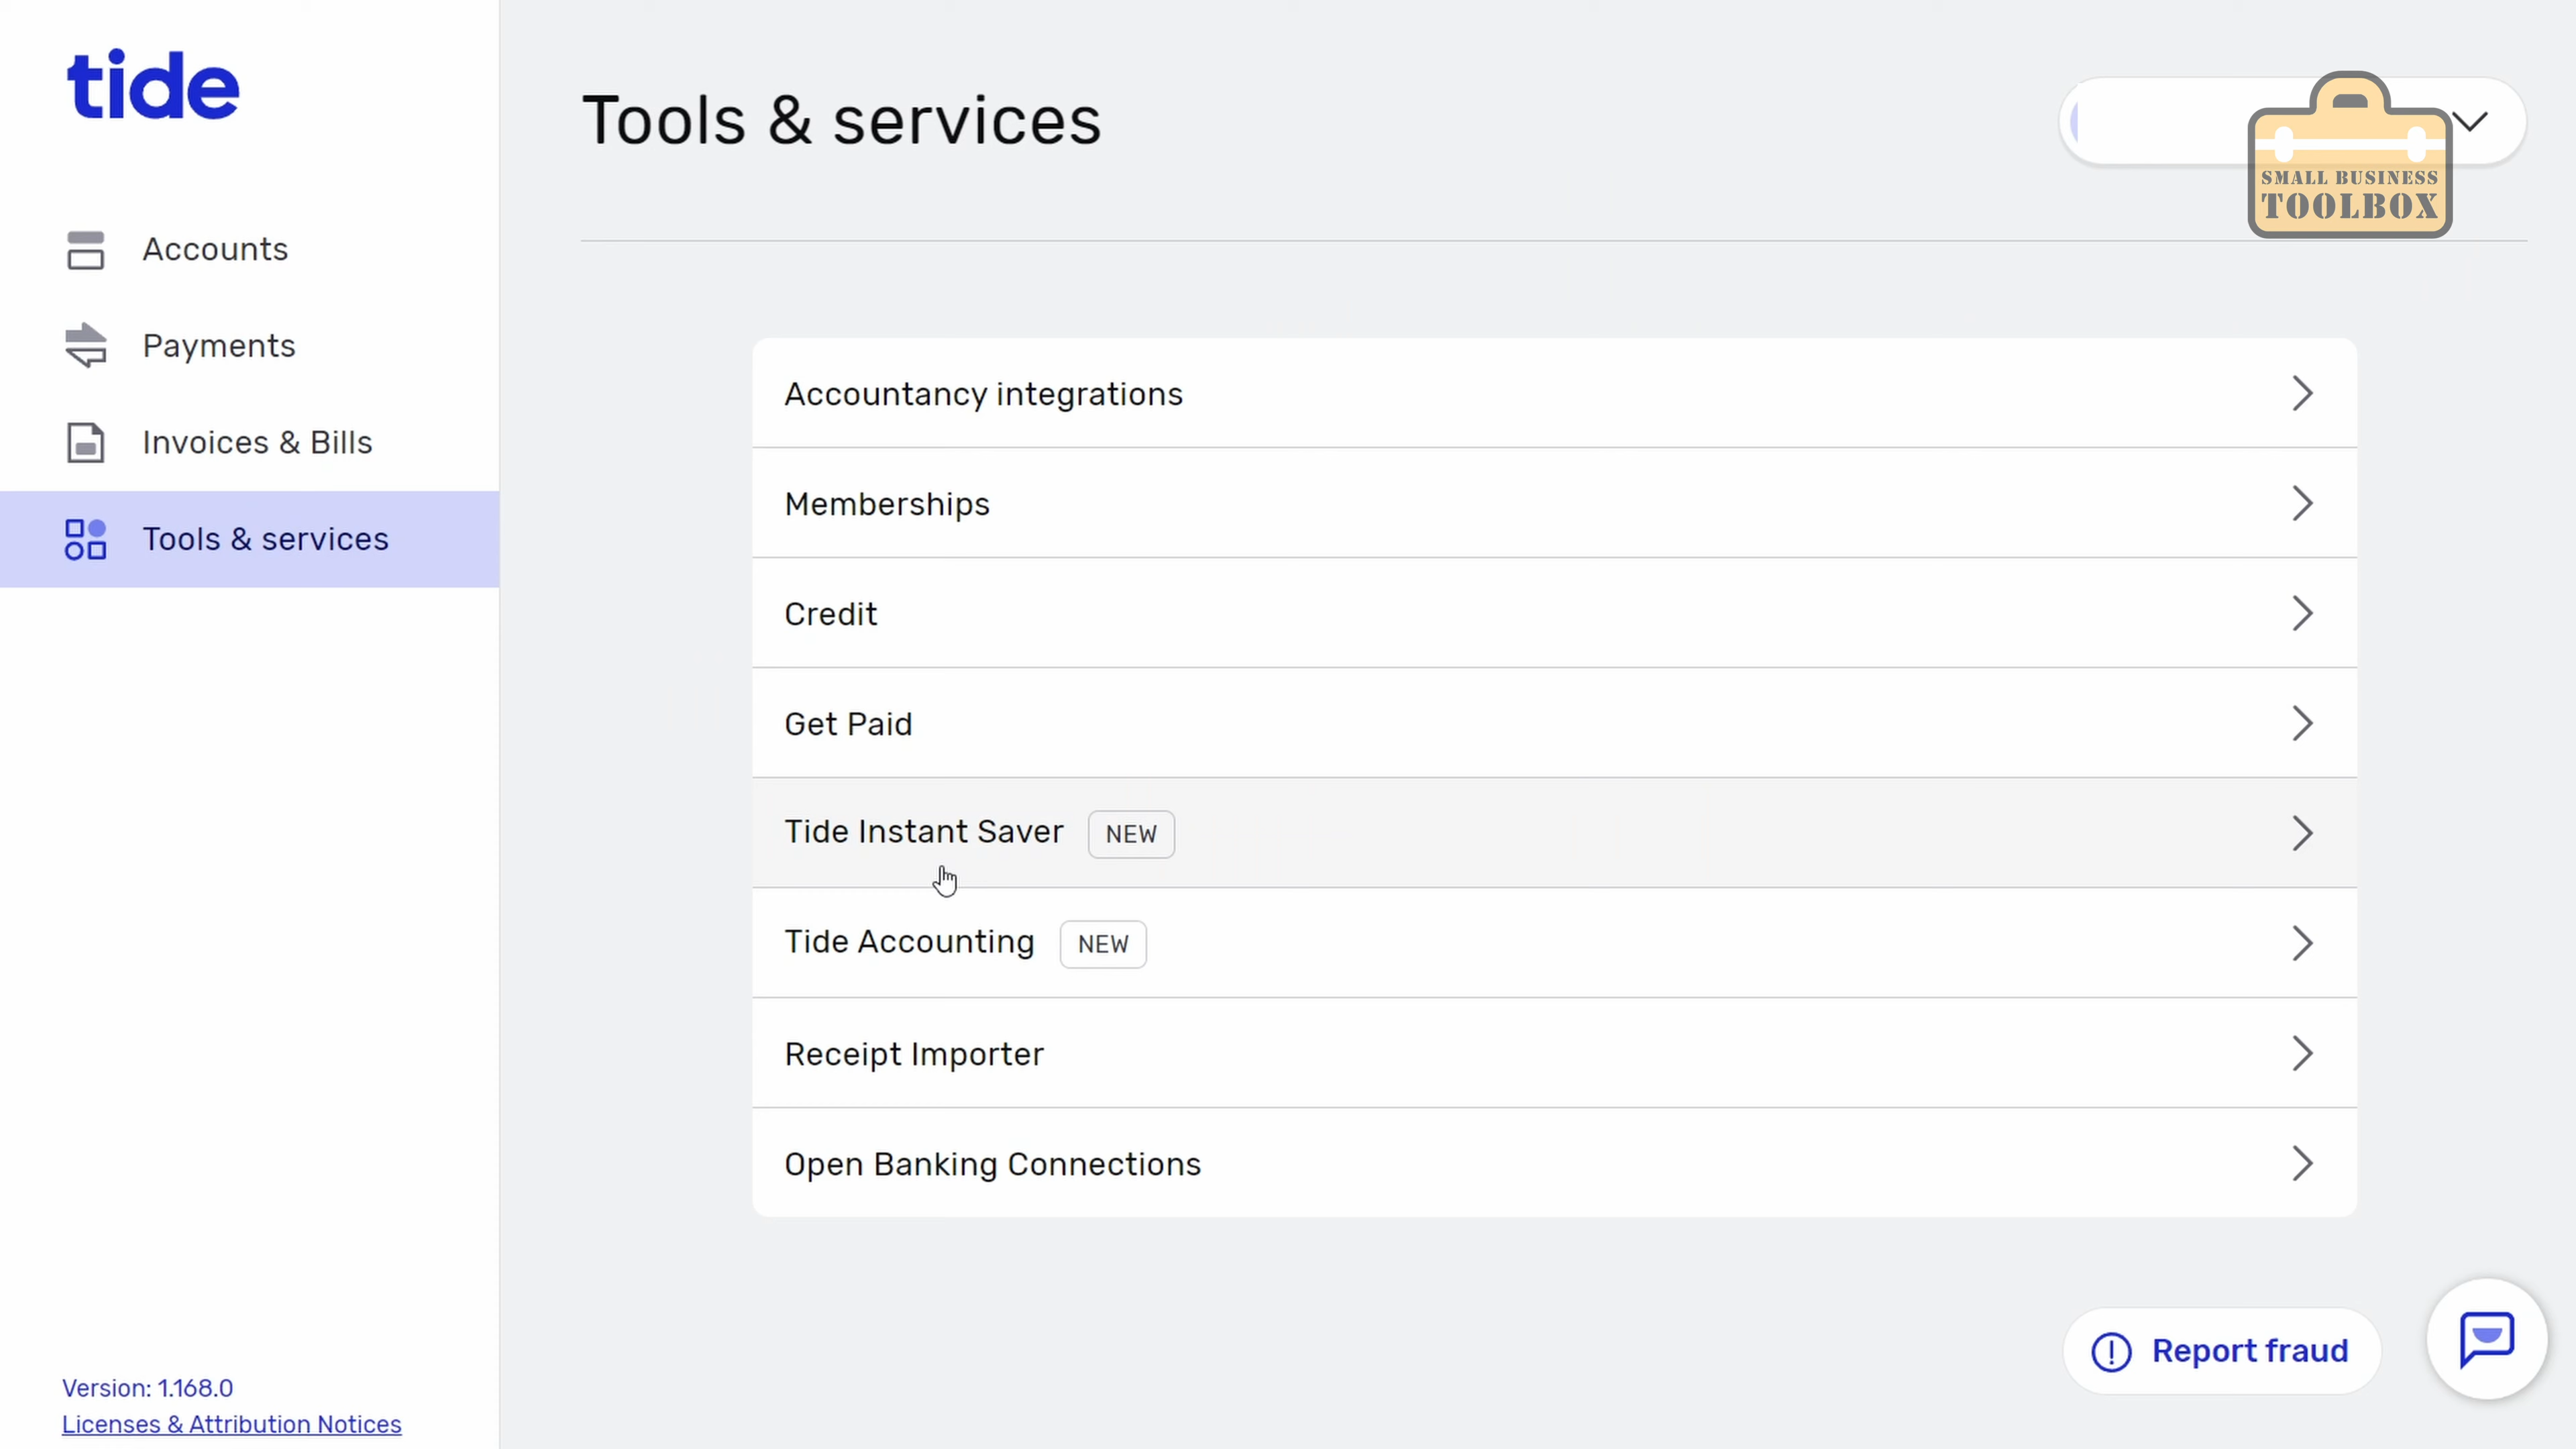 tide
Accounts
Payments
Invoices & Bills
Tools & services
Version: 1.168.0
Licenses & Attribution Notices
Tools & services
SMALL BUSINESS
TOOLBOX
Accountancy integrations
Memberships
Credit
Get Paid
Tide Instant Saver NEW
Tide Accounting NEW
Receipt Importer
Open Banking Connections
Report fraud